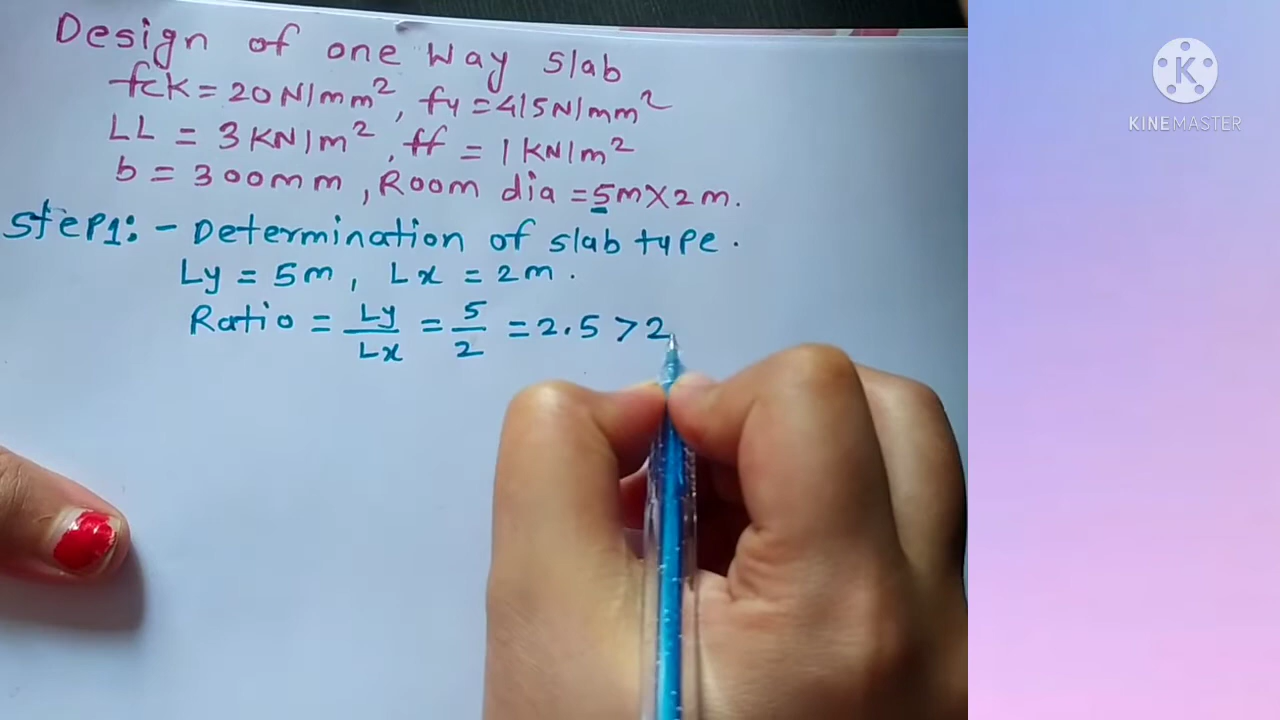 Design of one way slab
fck = 20 N/mm², fy = 415 N/mm²
LL = 3 KN/m², ff = 1 KN/m²
b = 300mm, Room dia = 5m X 2m.
Step1: - Determination of slab type.
Ly = 5m, Lx = 2m.
Ratio = Ly/Lx = 5/2 = 2.5 > 2
K
KINEMASTER